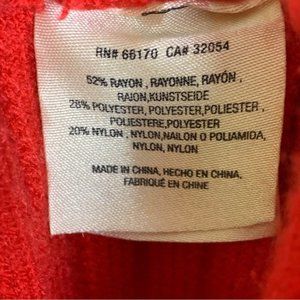 RN# 66170 CA# 32054
52% RAYON , RAYONNE, RAYÓN ,
RAION,KUNSTSEIDE
28% POLYESTER, POLYESTER,POLIESTER ,
POLIESTERE,POLYESTER
20% NYLON , NYLON,NAILON O POLIAMIDA,
NYLON, NYLON
MADE IN CHINA, HECHO EN CHINA,
FABRIQUÉ EN CHINE